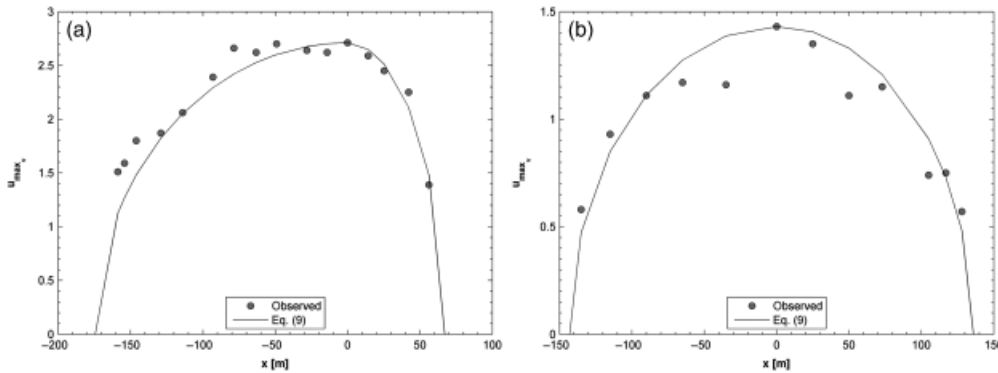 (a)
3
2.5
2
1.5
1
0.5
0
u_max_v
−200 −150 −100 −50 0 50 100
x [m]
Observed
Eq. (9)
(b)
1.5
1
0.5
0
u_max_v
−150 −100 −50 0 50 100 150
x [m]
Observed
Eq. (9)